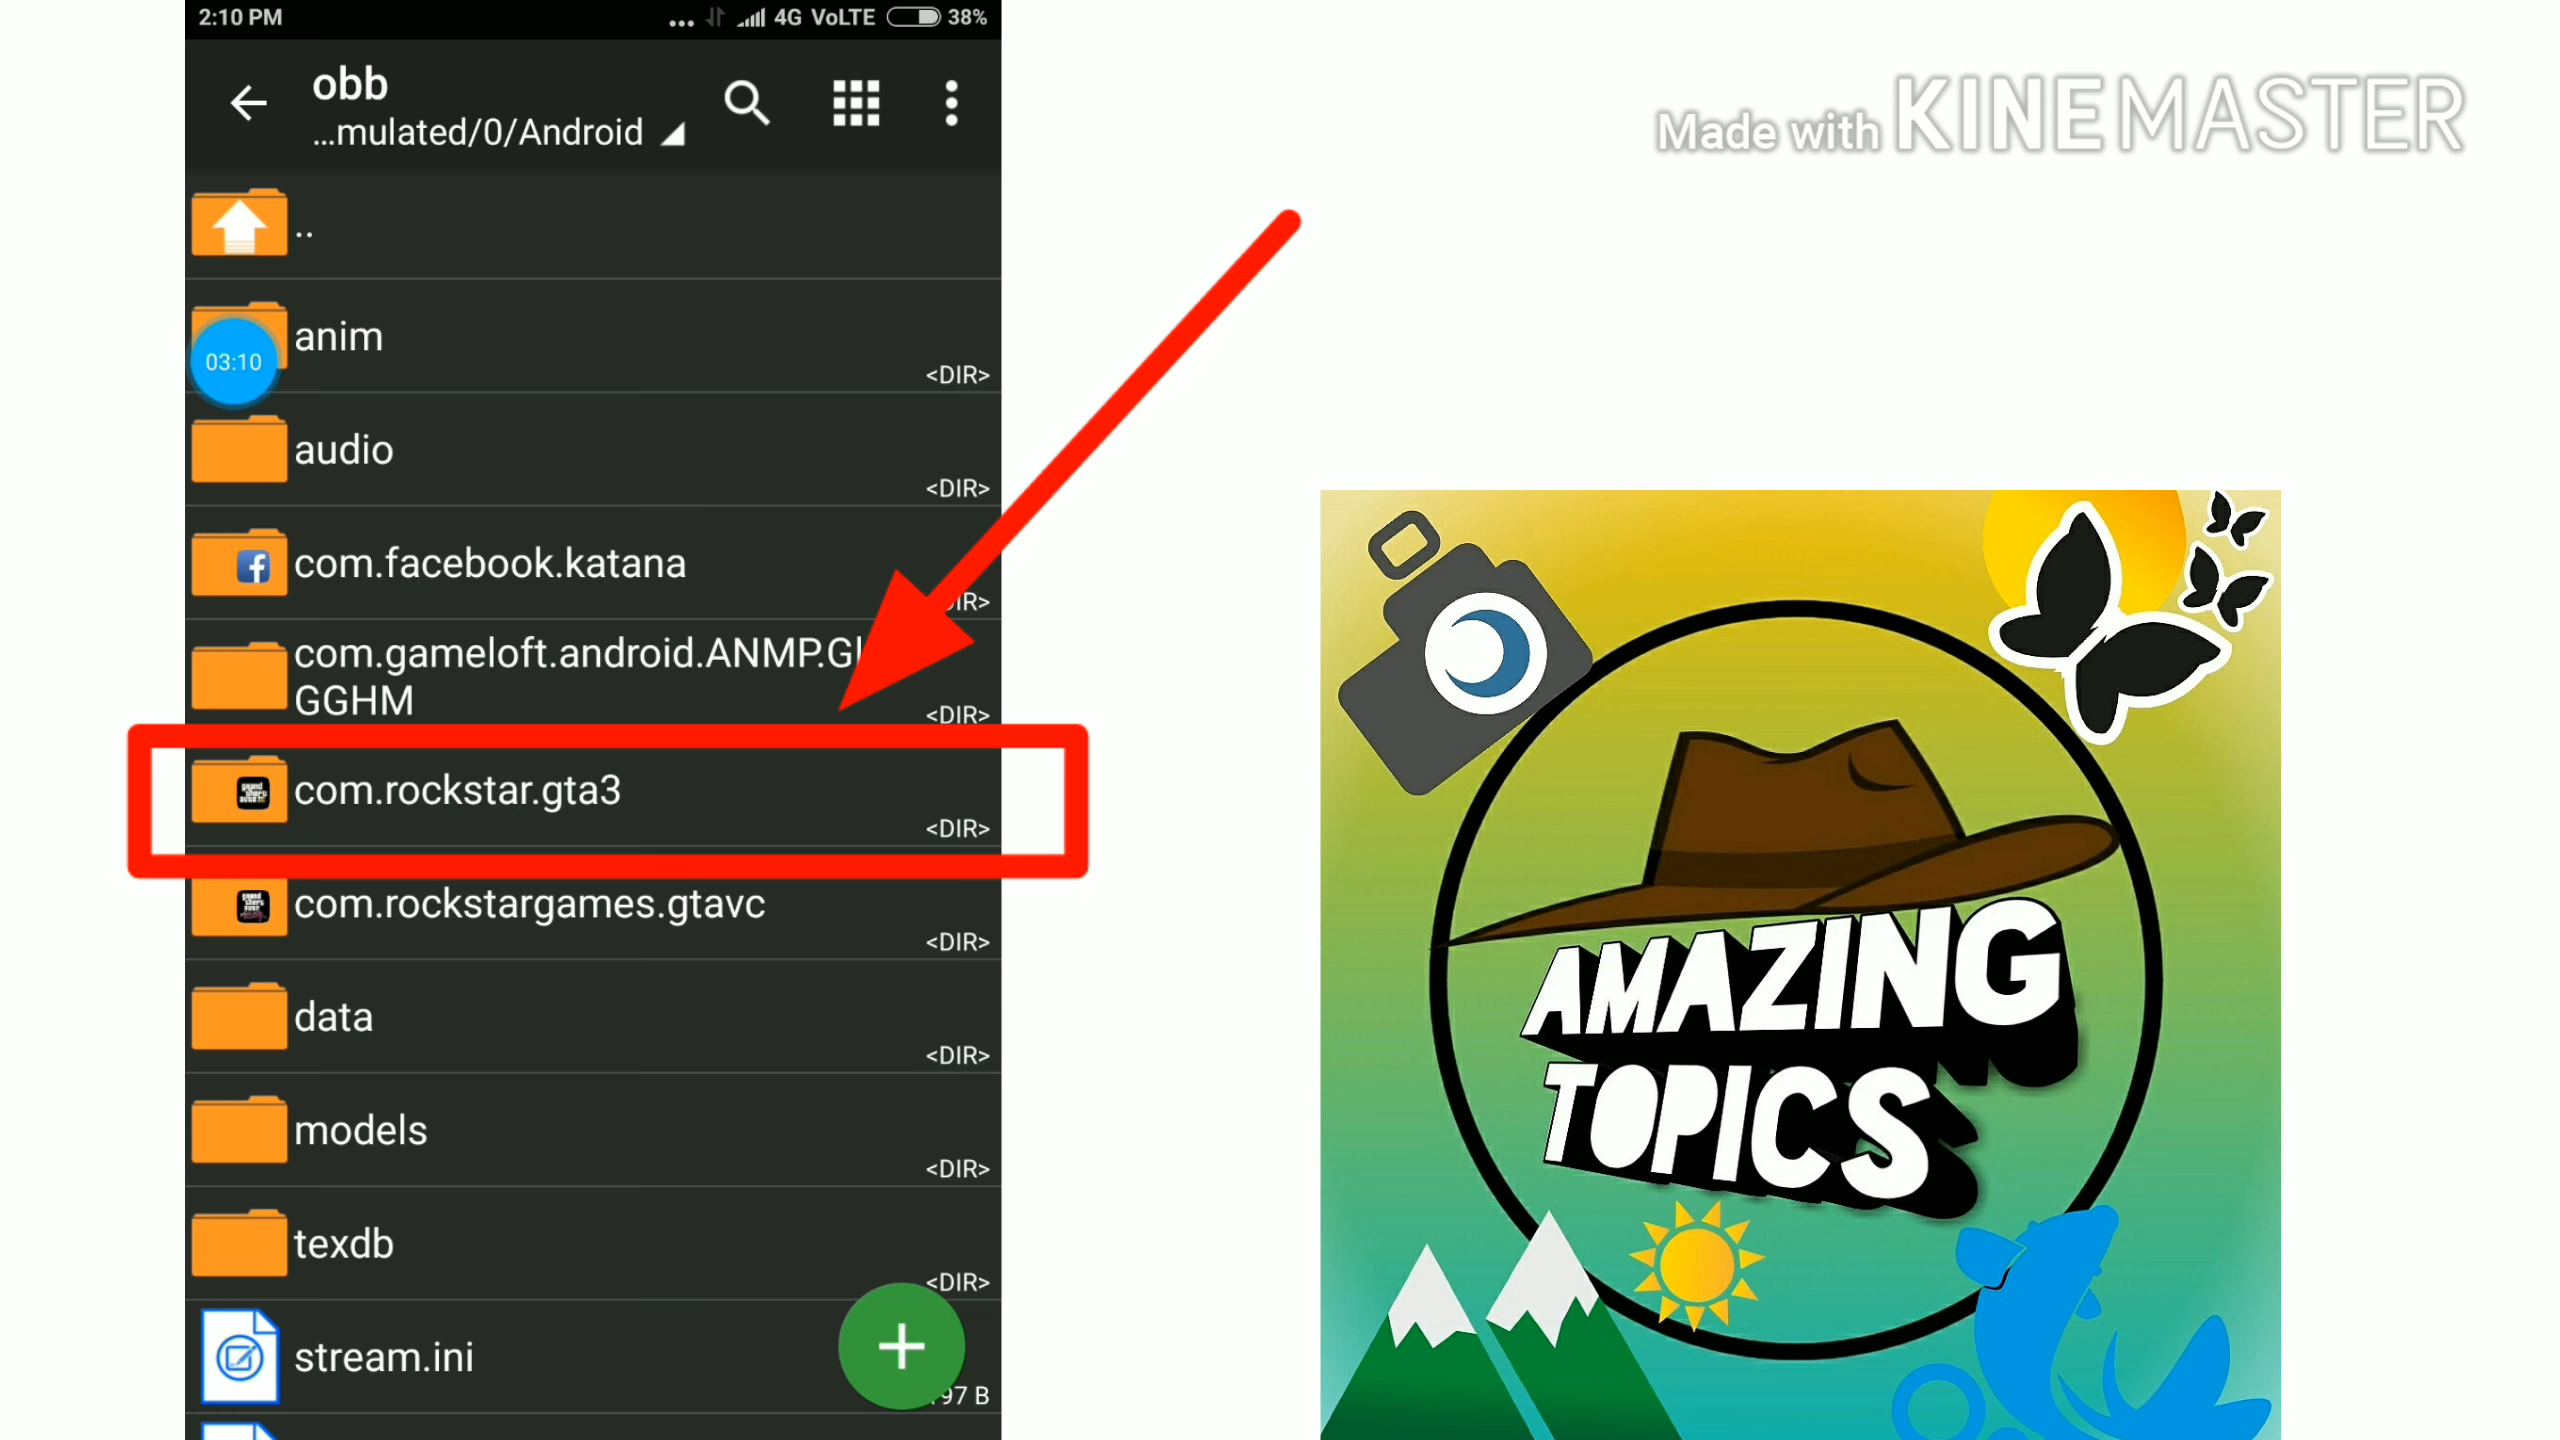 2:10 PM
4G VoLTE 38%
obb
...mulated/0/Android
..
anim
03:10
<DIR>
audio
<DIR>
com.facebook.katana
com.gameloft.android.ANMP.Gl
GGHM
<DIR>
com.rockstar.gta3
<DIR>
com.rockstargames.gtavc
<DIR>
data
<DIR>
models
<DIR>
texdb
<DIR>
stream.ini
97 B
Made with KINEMASTER
AMAZING
TOPICS